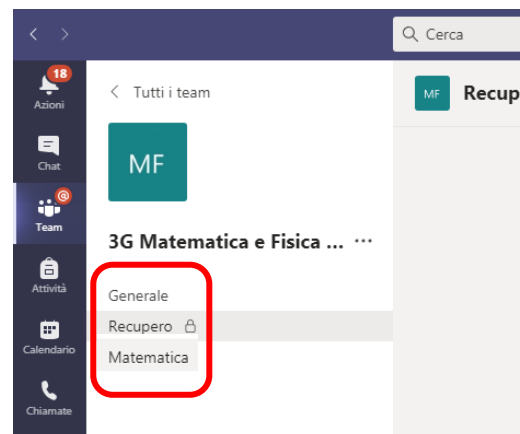 Cerca
18
Azioni
Chat
@
Team
Attività
Calendario
Chiamate
Tutti i team
MF
3G Matematica e Fisica ... ...
Generale
Recupero
Matematica
MF Recup